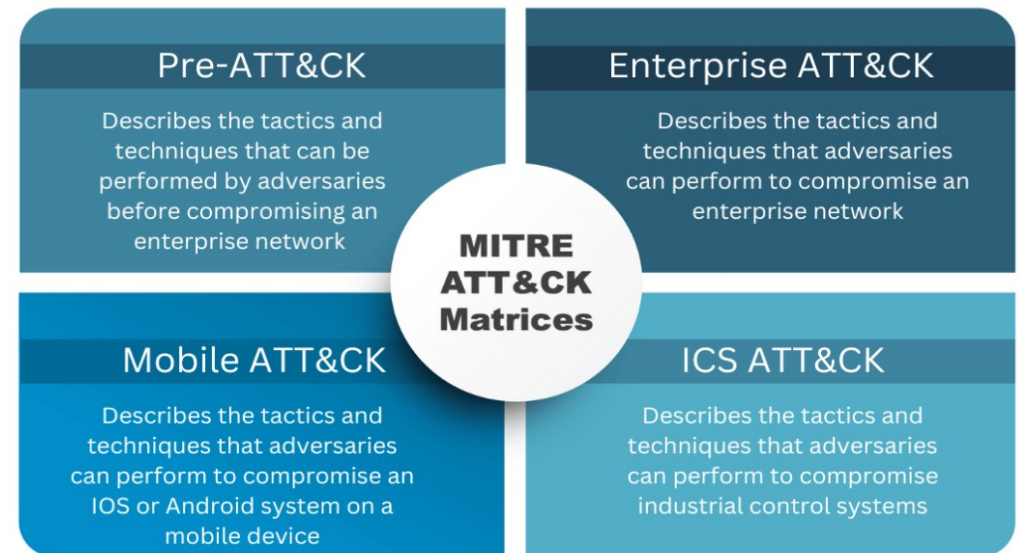 Pre-ATT&CK
Describes the tactics and
techniques that can be
performed by adversaries
before compromising an
enterprise network
Enterprise ATT&CK
Describes the tactics and
techniques that adversaries
can perform to compromise an
enterprise network
MITRE
ATT&CK
Matrices
Mobile ATT&CK
Describes the tactics and
techniques that adversaries
can perform to compromise an
IOS or Android system on a
mobile device
ICS ATT&CK
Describes the tactics and
techniques that adversaries
can perform to compromise
industrial control systems